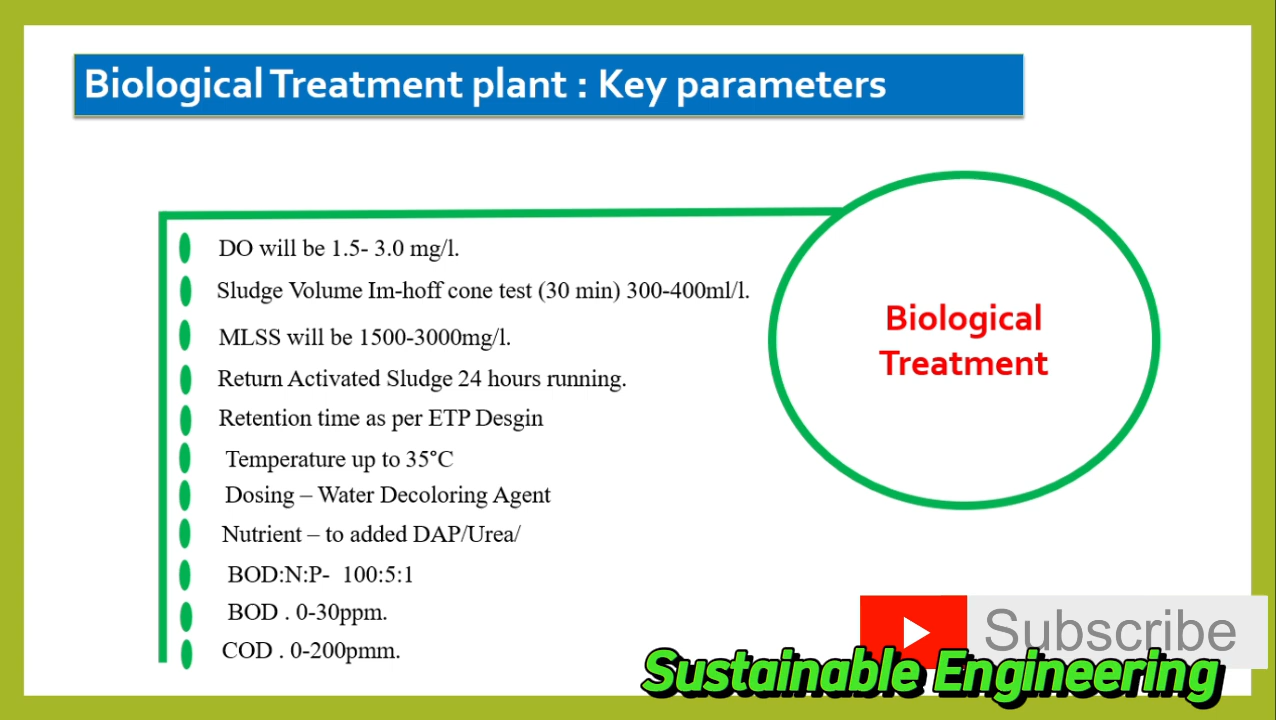 Biological Treatment plant : Key parameters
DO will be 1.5- 3.0 mg/l.
Sludge Volume Im-hoff cone test (30 min) 300-400ml/l.
MLSS will be 1500-3000mg/l.
Return Activated Sludge 24 hours running.
Retention time as per ETP Desgin
Temperature up to 35°C
Dosing – Water Decoloring Agent
Nutrient – to added DAP/Urea/
BOD:N:P- 100:5:1
BOD . 0-30ppm.
COD . 0-200pmm.
Biological
Treatment
Subscribe
Sustainable Engineering